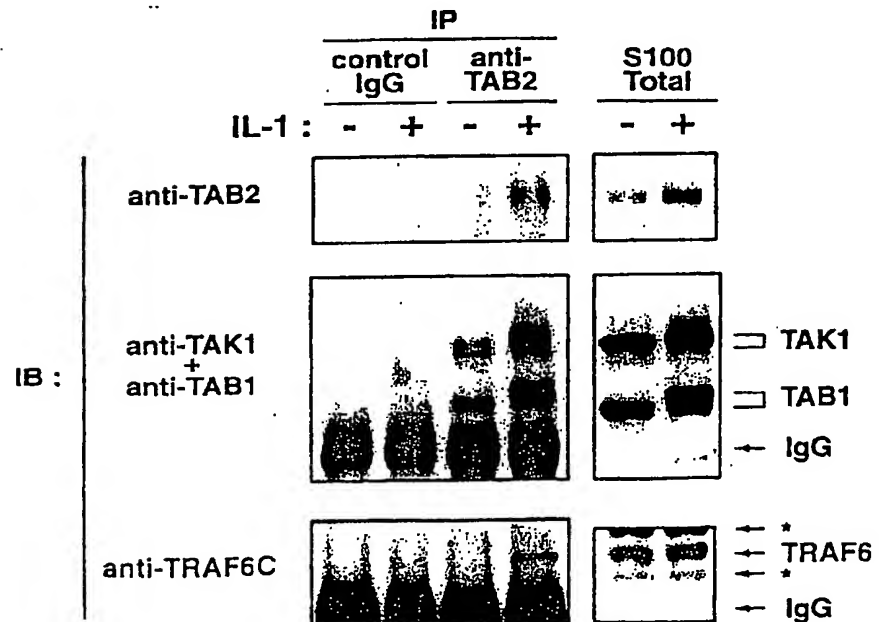 IP
control IgG
anti-TAB2
S100 Total
IL-1 : - + - + - +
anti-TAB2
IB :
anti-TAK1 + anti-TAB1
TAK1
TAB1
IgG
anti-TRAF6C
*
TRAF6
*
IgG